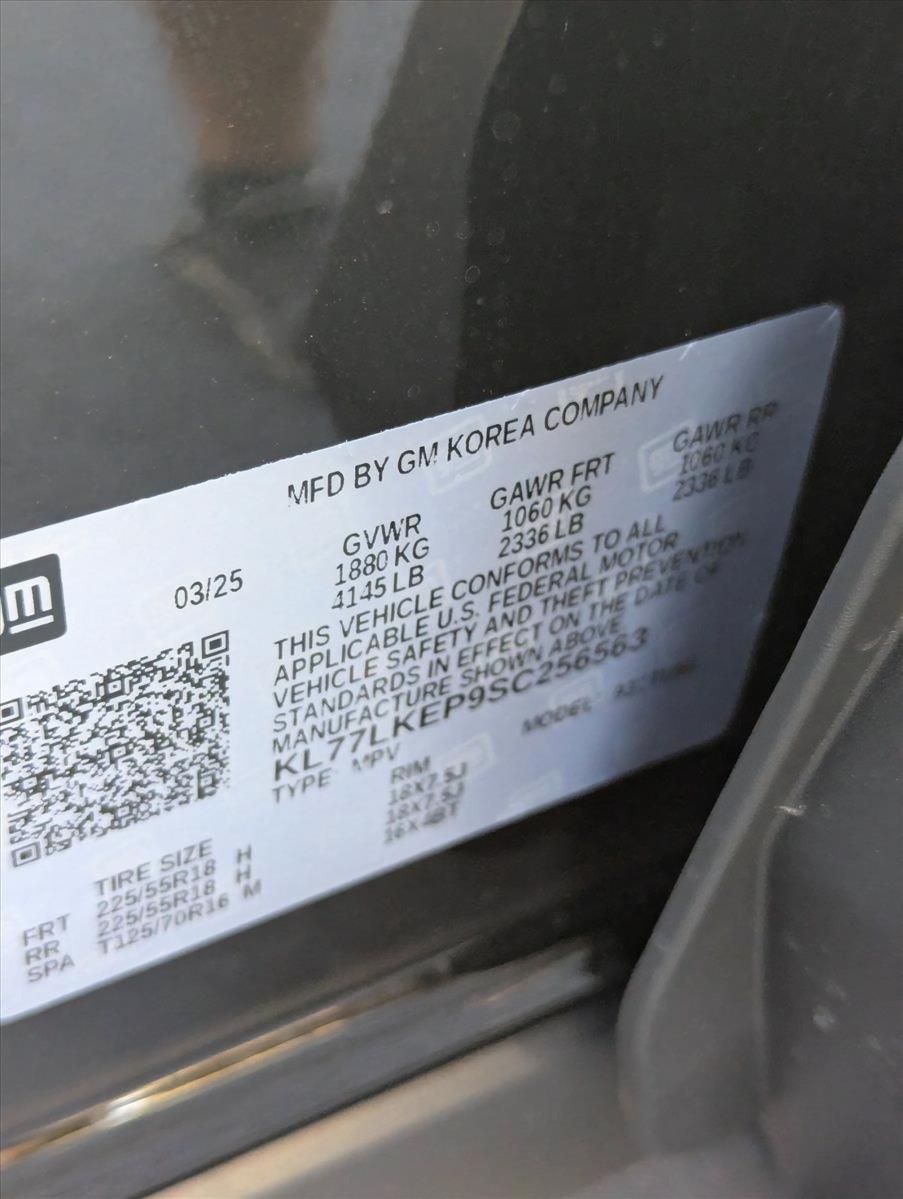 MFD BY GM KOREA COMPANY
gm
03/25
GVWR
1880 KG
4145 LB
GAWR FRT
1060 KG
2336 LB
GAWR RR
1060 KG
2336 LB
THIS VEHICLE CONFORMS TO ALL
APPLICABLE U.S. FEDERAL MOTOR
VEHICLE SAFETY AND THEFT PREVENTION
STANDARDS IN EFFECT ON THE DATE OF
MANUFACTURE SHOWN ABOVE
KL77LKEP9SC256563
TYPE: MPV
MODEL:
TIRE SIZE RIM
FRT 225/55R18 H 18X7.5J
RR 225/55R18 H 18X7.5J
SPA T125/70R16 M 16X4BT